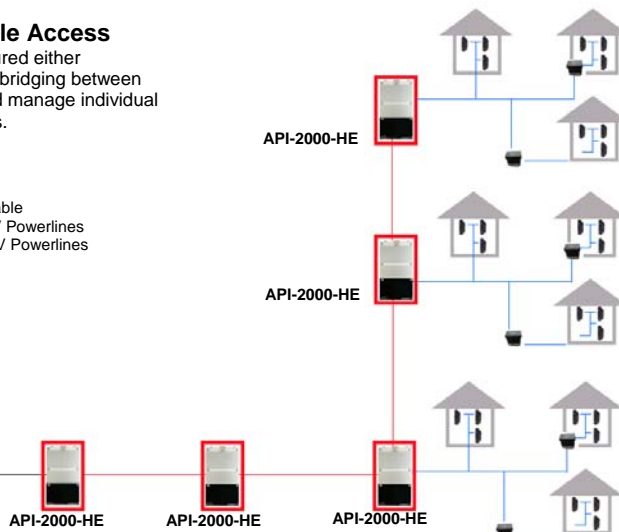 le Access
red either
bridging between
d manage individual
s.
able
/ Powerlines
V Powerlines
API-2000-HE
API-2000-HE
API-2000-HE
API-2000-HE
API-2000-HE